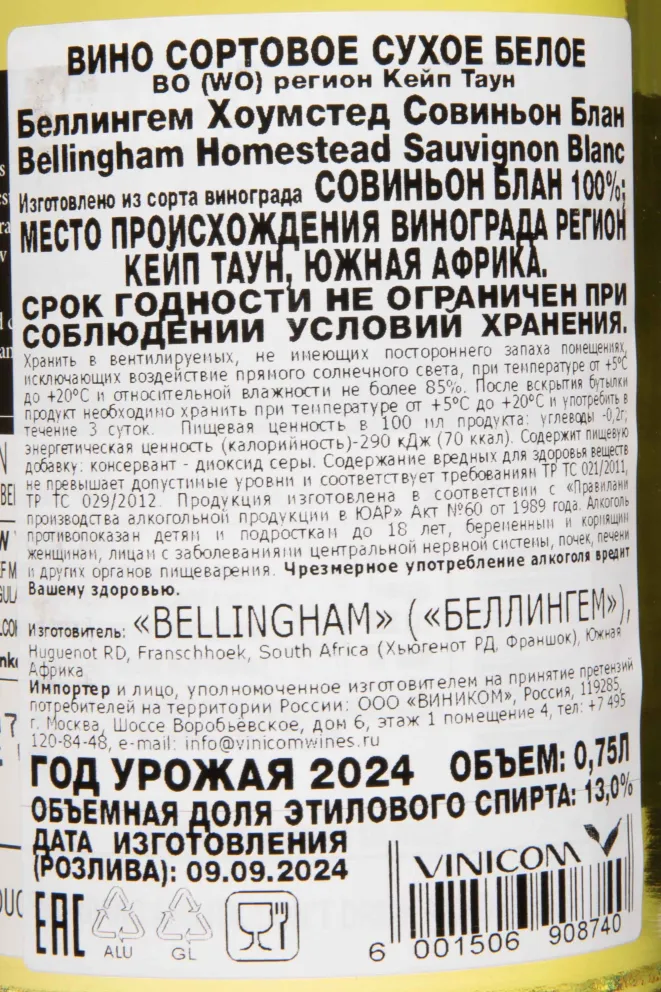 ВИНО СОРТОВОЕ СУХОЕ БЕЛОЕ
ВО (WO) регион Кейп Таун
Беллингем Хоумстед Совиньон Блан
Bellingham Homestead Sauvignon Blanc
Изготовлено из сорта винограда СОВИНЬОН БЛАН 100%;
МЕСТО ПРОИСХОЖДЕНИЯ ВИНОГРАДА РЕГИОН
КЕЙП ТАУН, ЮЖНАЯ АФРИКА.
СРОК ГОДНОСТИ НЕ ОГРАНИЧЕН ПРИ
СОБЛЮДЕНИИ УСЛОВИЙ ХРАНЕНИЯ.
Хранить в вентилируемых, не имеющих постороннего запаха помещениях,
исключающих воздействие прямого солнечного света, при температуре от +5°С
до +20°С и относительной влажности не более 85%. После вскрытия бутылки
продукт необходимо хранить при температуре от +5°С до +20°С и употребить в
течение 3 суток. Пищевая ценность в 100 мл продукта: углеводы -0,2г;
энергетическая ценность (калорийность)-290 кДж (70 ккал). Содержит пищевую
добавку: консервант - диоксид серы. Содержание вредных для здоровья веществ
не превышает допустимые уровни и соответствует требованиям ТР ТС 021/2011,
ТР ТС 029/2012. Продукция изготовлена в соответствии с «Правилами
производства алкогольной продукции в ЮАР» Акт №60 от 1989 года. Алкоголь
противопоказан детям и подросткам до 18 лет, беременным и кормящим
женщинам, лицам с заболеваниями центральной нервной системы, почек, печени
и других органов пищеварения. Чрезмерное употребление алкоголя вредит
Вашему здоровью.
Изготовитель: «BELLINGHAM» («БЕЛЛИНГЕМ»),
Huguenot RD, Franschhoek, South Africa (Хьюгенот РД, Франшок), Южная
Африка
Импортер и лицо, уполномоченное изготовителем на принятие претензий
потребителей на территории России: ООО «ВИНИКОМ», Россия, 119285,
г. Москва, Шоссе Воробьёвское, дом 6, этаж 1 помещение 4, тел: +7 495
120-84-48, e-mail: info@vinicomwines.ru
ГОД УРОЖАЯ 2024 ОБЪЕМ: 0,75Л
ОБЪЕМНАЯ ДОЛЯ ЭТИЛОВОГО СПИРТА: 13,0%
ДАТА ИЗГОТОВЛЕНИЯ
(РОЗЛИВА): 09.09.2024
VINICOM
EAC
ALU
GL
6 001506 908740